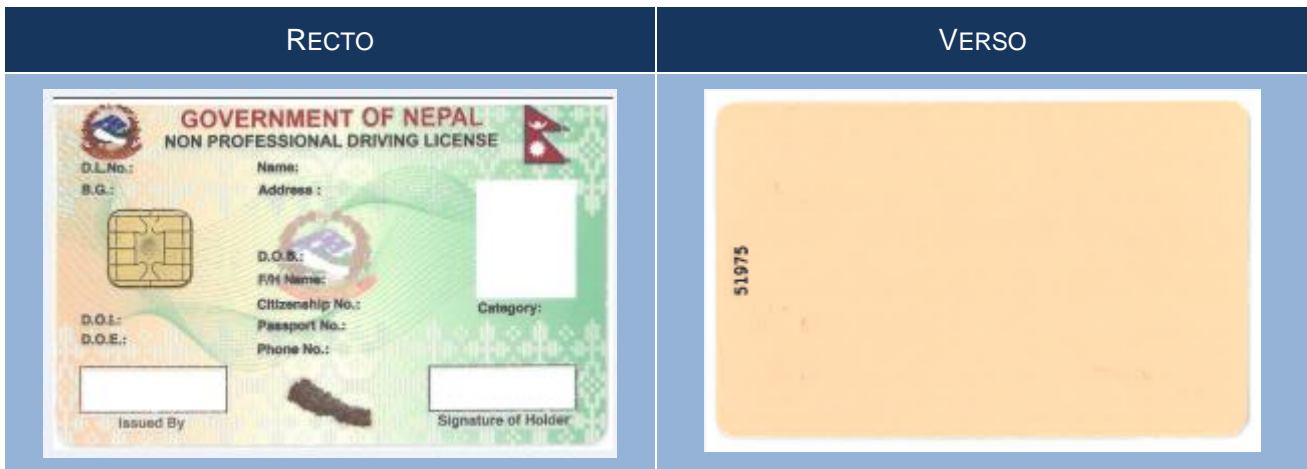 RECTO
VERSO
GOVERNMENT OF NEPAL
NON PROFESSIONAL DRIVING LICENSE
D.L.No.: Name:
B.G.: Address :
D.O.B.:
F/H Name:
Citizenship No.:
Category:
D.O.I.: Passport No.:
D.O.E.: Phone No.:
Issued By Signature of Holder
51975